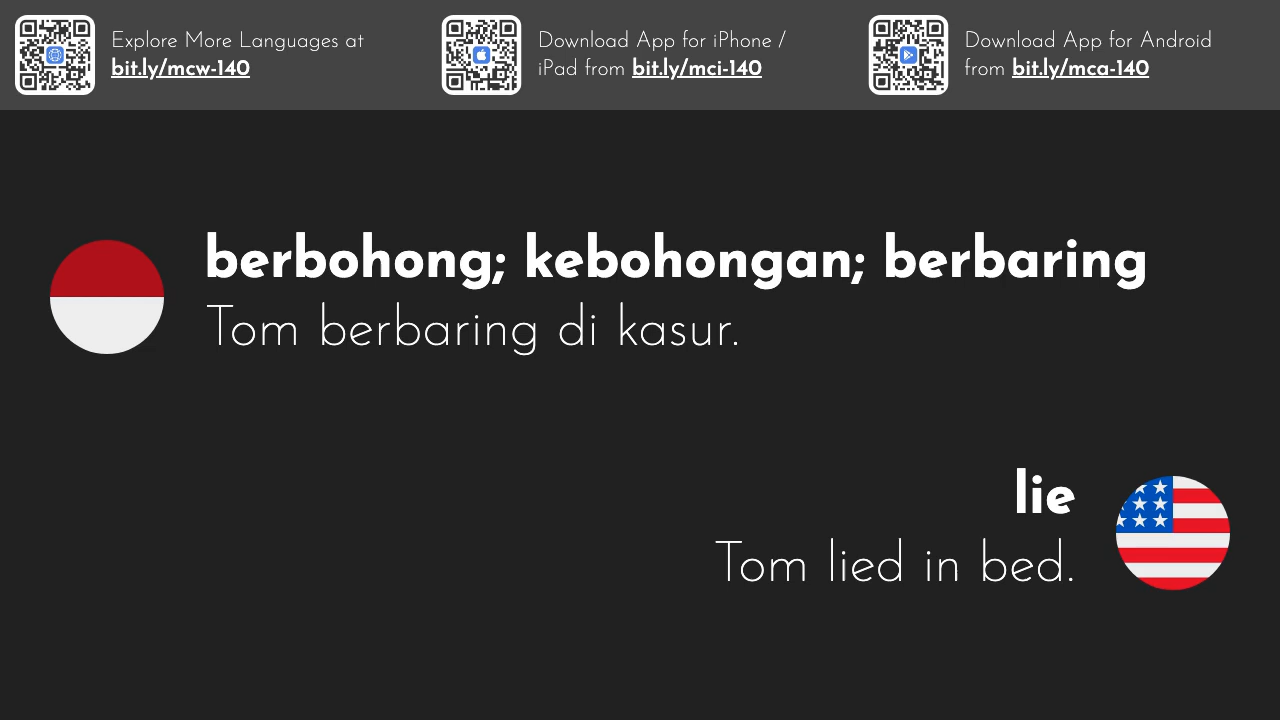 Explore More Languages at
bit.ly/mcw-140
Download App for iPhone /
iPad from bit.ly/mci-140
Download App for Android
from bit.ly/mca-140
berbohong; kebohongan; berbaring
Tom berbaring di kasur.
lie
Tom lied in bed.